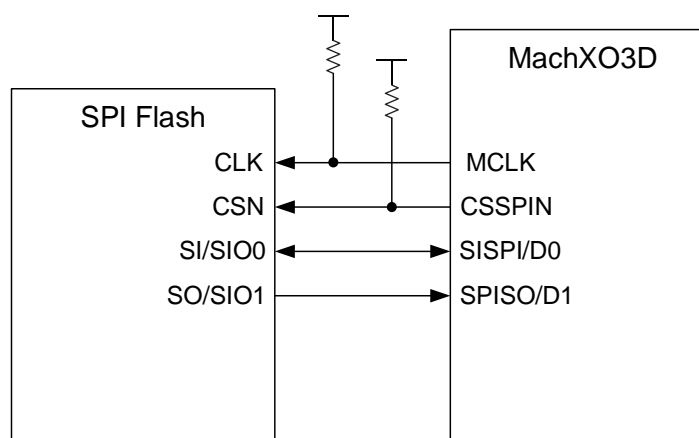 MachXO3D
SPI Flash
CLK
MCLK
CSN
CSSPIN
SI/SIO0
SISPI/D0
SO/SIO1
SPISO/D1